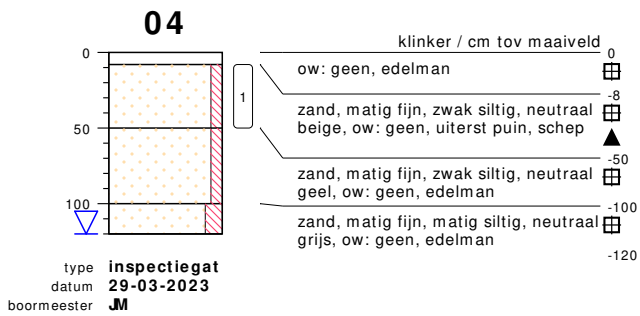 04
klinker / cm tov maaiveld
0
0
ow: geen, edelman
-8
zand, matig fijn, zwak siltig, neutraal
beige, ow: geen, uiterst puin, schep
1
50
-50
zand, matig fijn, zwak siltig, neutraal
geel, ow: geen, edelman
100
-100
zand, matig fijn, matig siltig, neutraal
grijs, ow: geen, edelman
-120
type inspectiegat
datum 29-03-2023
boormeester JM